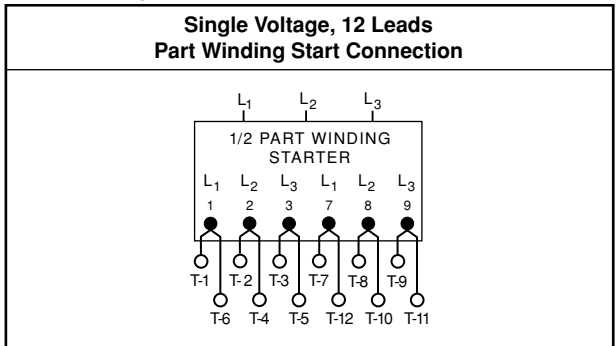 Single Voltage, 12 Leads
Part Winding Start Connection
L1 L2 L3
1/2 PART WINDING
STARTER
L1 L2 L3 L1 L2 L3
1 2 3 7 8 9
T-1 T-2 T-3 T-7 T-8 T-9
T-6 T-4 T-5 T-12 T-10 T-11